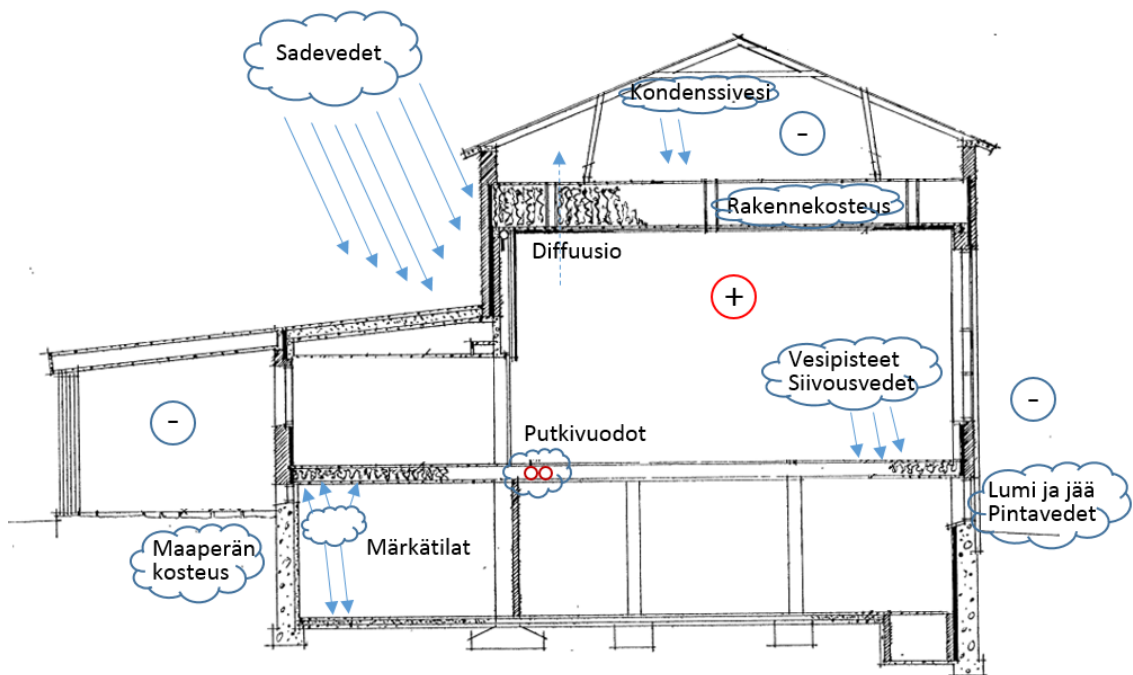 Sadevedet
Kondenssivesi
-
Rakennekosteus
Diffuusio
+
Vesipisteet
Siivousvedet
-
-
Putkivuodot
Lumi ja jää
Pintavedet
Maaperän
kosteus
Märkätilat